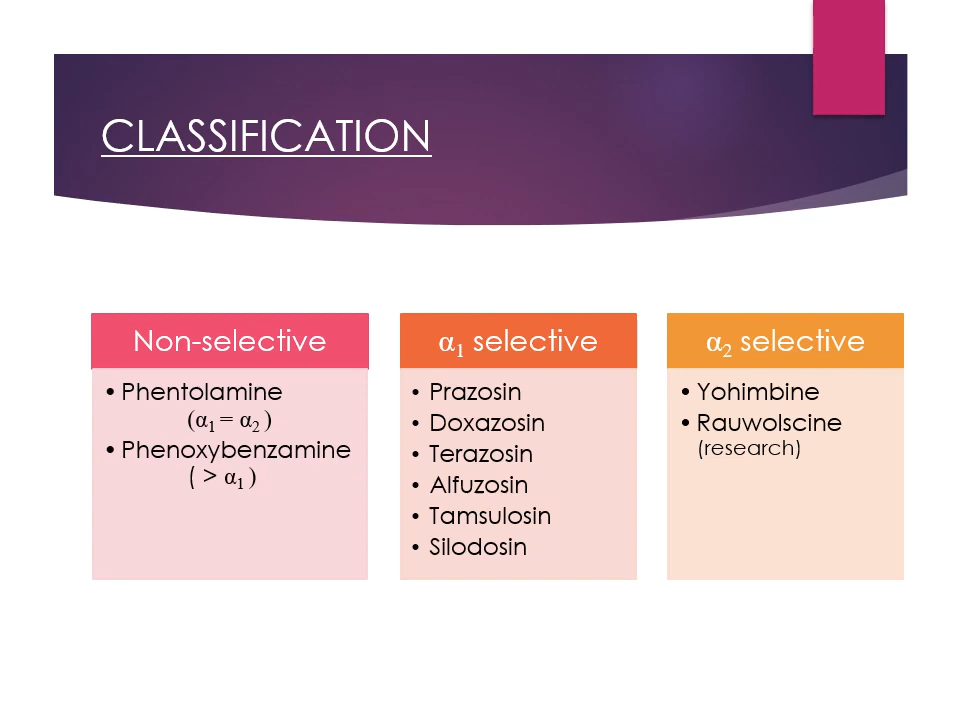 CLASSIFICATION
Non-selective
• Phentolamine
(α₁ = α₂ )
• Phenoxybenzamine
( > α₁ )
α₁ selective
• Prazosin
• Doxazosin
• Terazosin
• Alfuzosin
• Tamsulosin
• Silodosin
α₂ selective
• Yohimbine
• Rauwolscine
(research)